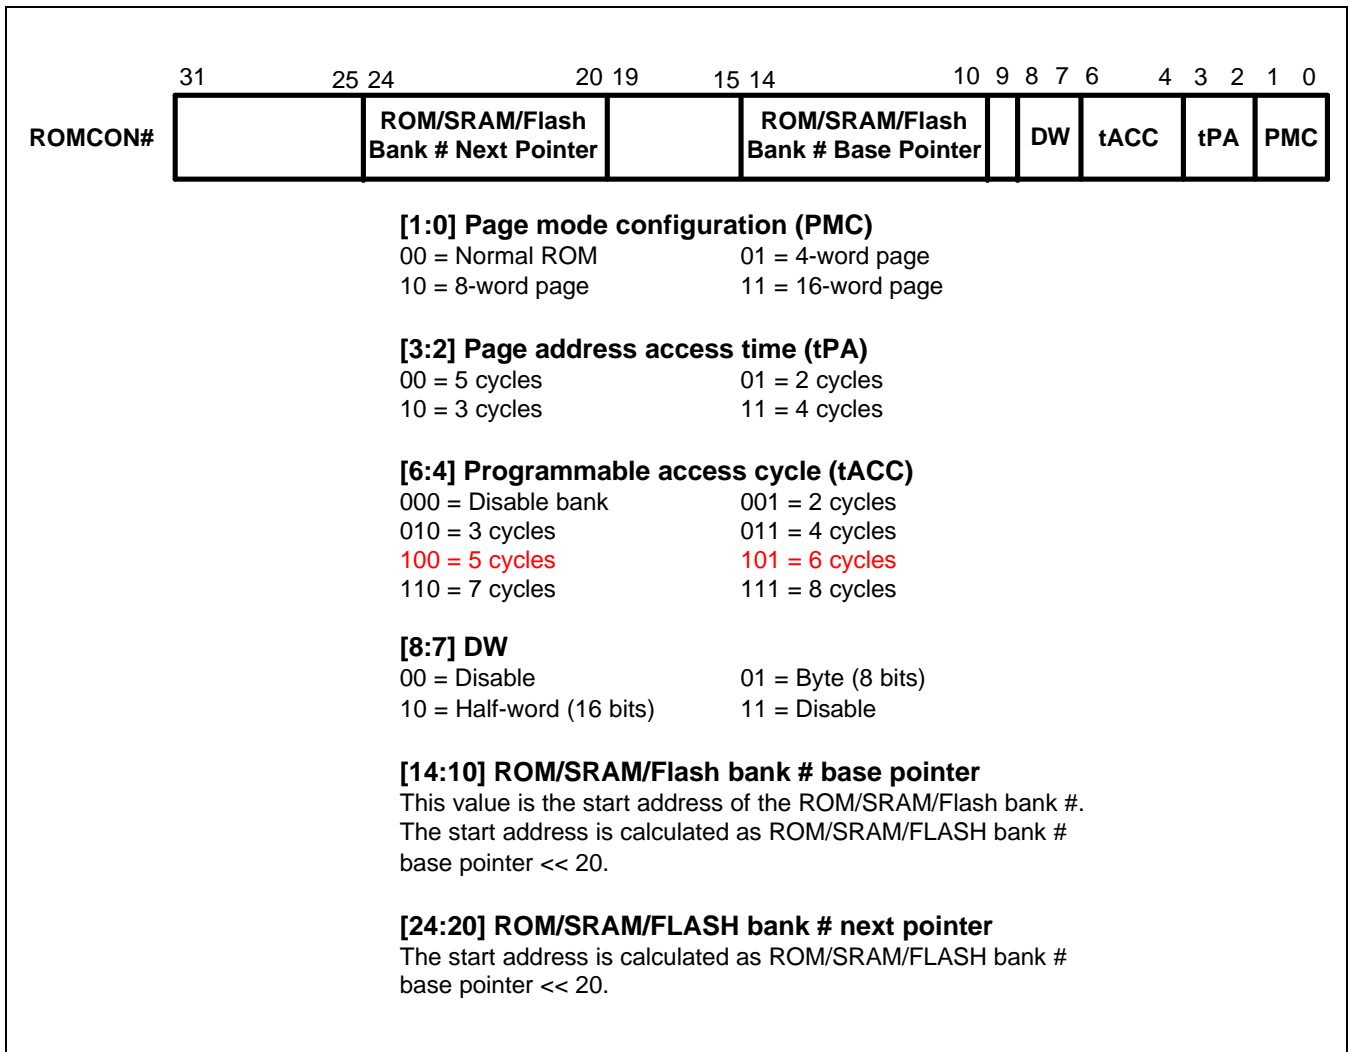 31 25 24 20 19 15 14 10 9 8 7 6 4 3 2 1 0
ROMCON# ROM/SRAM/Flash Bank # Next Pointer ROM/SRAM/Flash Bank # Base Pointer DW tACC tPA PMC
[1:0] Page mode configuration (PMC)
00 = Normal ROM 01 = 4-word page
10 = 8-word page 11 = 16-word page
[3:2] Page address access time (tPA)
00 = 5 cycles 01 = 2 cycles
10 = 3 cycles 11 = 4 cycles
[6:4] Programmable access cycle (tACC)
000 = Disable bank 001 = 2 cycles
010 = 3 cycles 011 = 4 cycles
100 = 5 cycles 101 = 6 cycles
110 = 7 cycles 111 = 8 cycles
[8:7] DW
00 = Disable 01 = Byte (8 bits)
10 = Half-word (16 bits) 11 = Disable
[14:10] ROM/SRAM/Flash bank # base pointer
This value is the start address of the ROM/SRAM/Flash bank #.
The start address is calculated as ROM/SRAM/FLASH bank #
base pointer << 20.
[24:20] ROM/SRAM/FLASH bank # next pointer
The start address is calculated as ROM/SRAM/FLASH bank #
base pointer << 20.